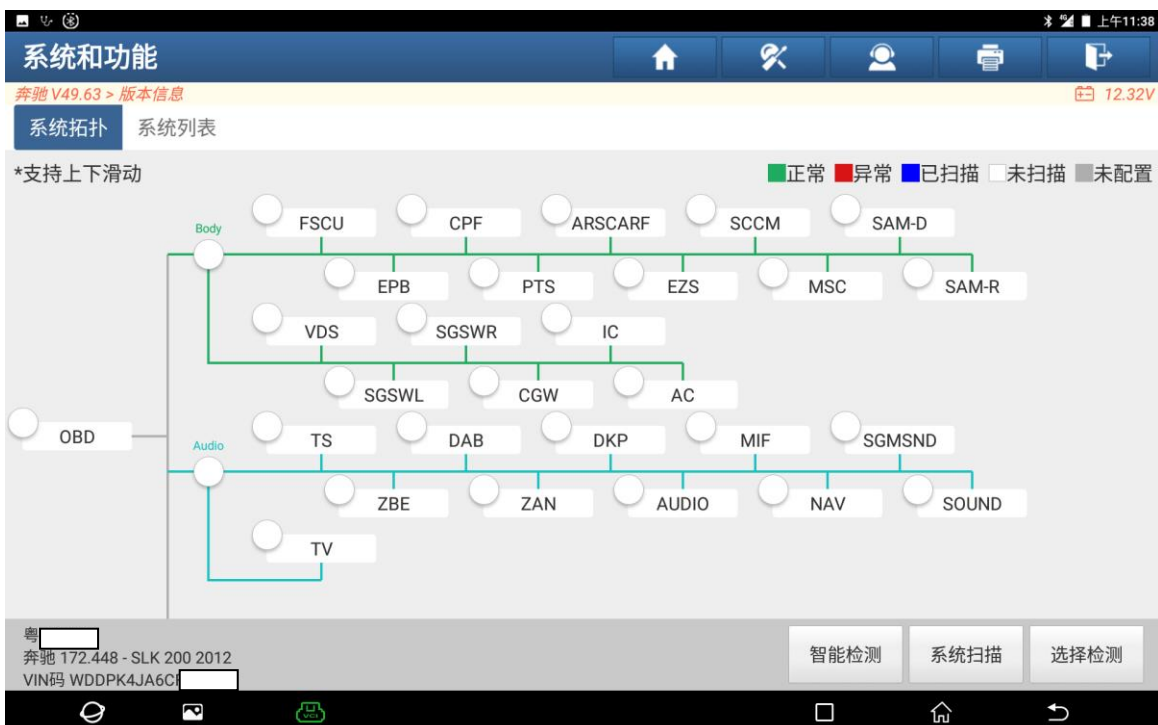 上午11:38
系统和功能
奔驰 V49.63 > 版本信息 12.32V
系统拓扑 系统列表
*支持上下滑动 正常 异常 已扫描 未扫描 未配置
Body FSCU CPF ARSCARF SCCM SAM-D
EPB PTS EZS MSC SAM-R
VDS SGSWR IC
SGSWL CGW AC
OBD
Audio TS DAB DKP MIF SGMSND
ZBE ZAN AUDIO NAV SOUND
TV
粤
奔驰 172.448 - SLK 200 2012
VIN码 WDDPK4JA6C
智能检测 系统扫描 选择检测
VCI